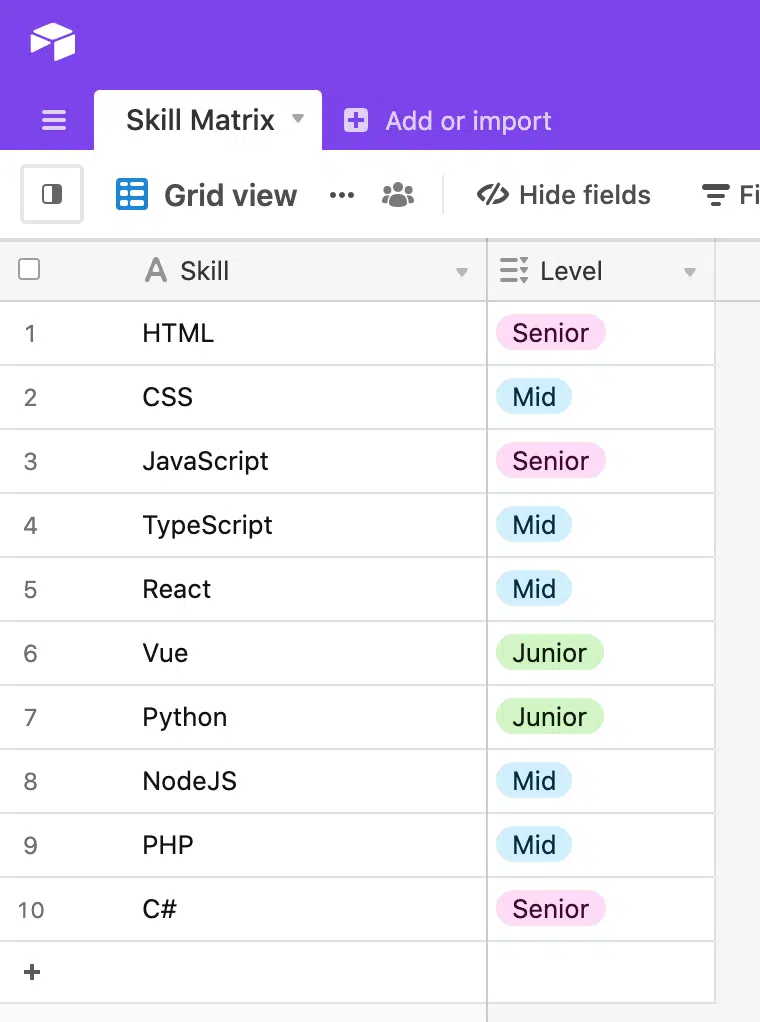 Skill Matrix Add or import
Grid view ... Hide fields Fi
Skill Level
1 HTML Senior
2 CSS Mid
3 JavaScript Senior
4 TypeScript Mid
5 React Mid
6 Vue Junior
7 Python Junior
8 NodeJS Mid
9 PHP Mid
10 C# Senior
+